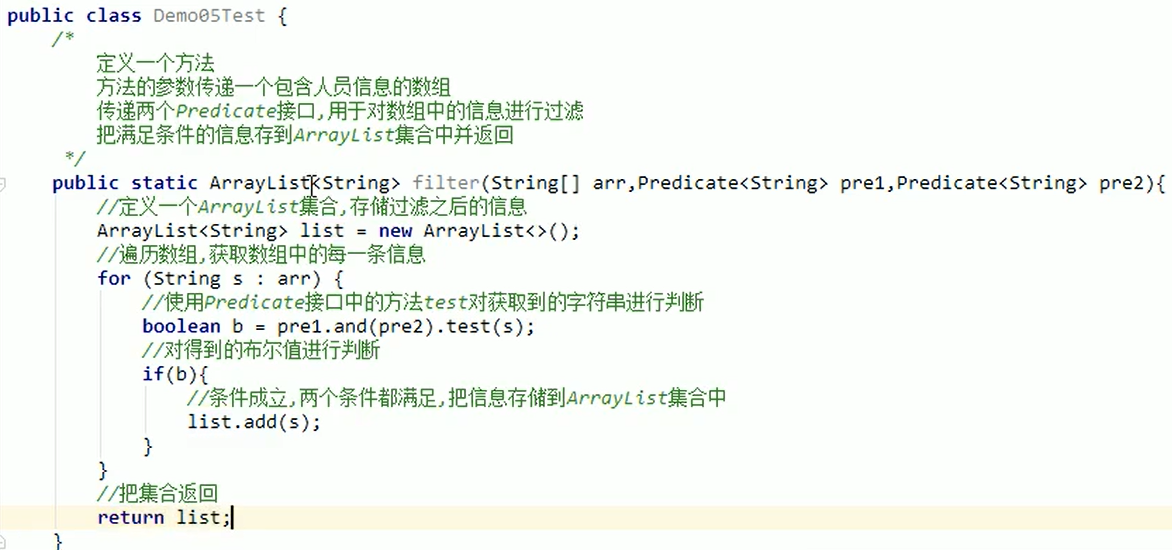 public class Demo05Test {
/*
定义一个方法
方法的参数传递一个包含人员信息的数组
传递两个Predicate接口,用于对数组中的信息进行过滤
把满足条件的信息存到ArrayList集合中并返回
*/
public static ArrayList<String> filter(String[] arr,Predicate<String> pre1,Predicate<String> pre2){
//定义一个ArrayList集合,存储过滤之后的信息
ArrayList<String> list = new ArrayList<>();
//遍历数组,获取数组中的每一条信息
for (String s : arr) {
//使用Predicate接口中的方法test对获取到的字符串进行判断
boolean b = pre1.and(pre2).test(s);
//对得到的布尔值进行判断
if(b){
//条件成立,两个条件都满足,把信息存储到ArrayList集合中
list.add(s);
}
}
//把集合返回
return list;
}